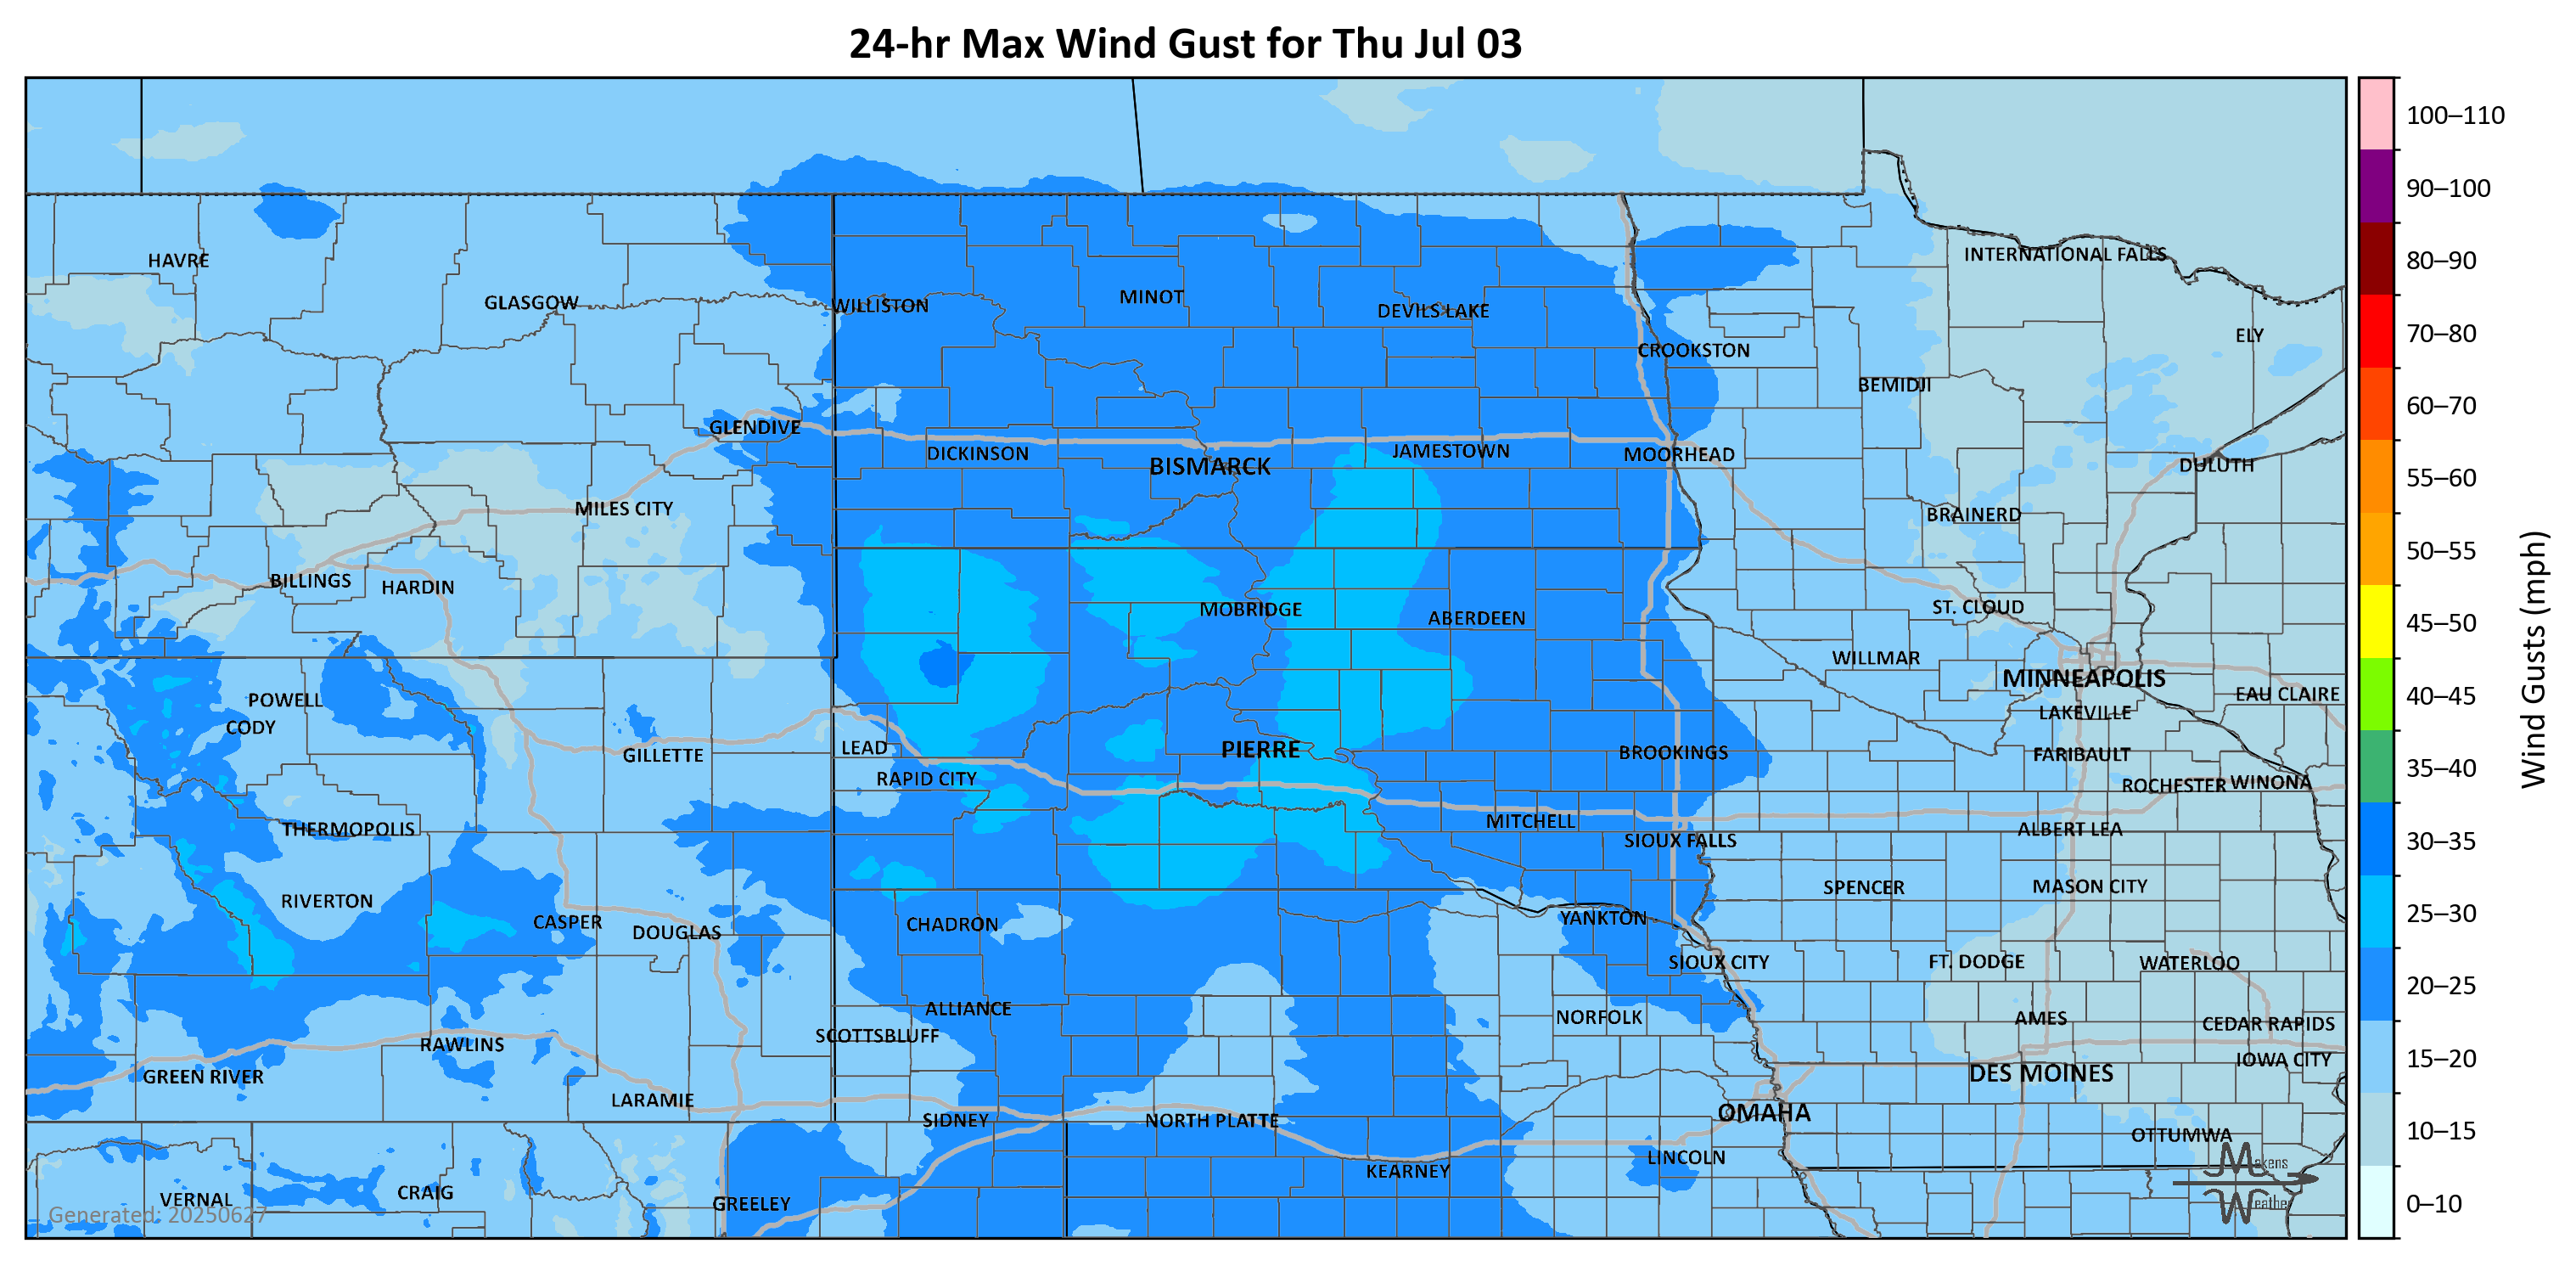 24-hr Max Wind Gust for Thu Jul 03
100–110
90–100
80–90
70–80
60–70
55–60
50–55
45–50
40–45
35–40
30–35
25–30
20–25
15–20
10–15
0–10
Wind Gusts (mph)
HAVRE
INTERNATIONAL FALLS
GLASGOW
WILLISTON
MINOT
DEVILS LAKE
ELY
CROOKSTON
BEMIDJI
GLENDIVE
DICKINSON
BISMARCK
JAMESTOWN
MOORHEAD
DULUTH
MILES CITY
BRAINERD
BILLINGS
HARDIN
MOBRIDGE
ABERDEEN
ST. CLOUD
WILLMAR
MINNEAPOLIS
EAU CLAIRE
POWELL
CODY
LAKEVILLE
GILLETTE
LEAD
PIERRE
BROOKINGS
FARIBAULT
RAPID CITY
ROCHESTER
WINONA
THERMOPOLIS
MITCHELL
ALBERT LEA
SIOUX FALLS
RIVERTON
SPENCER
MASON CITY
CASPER
DOUGLAS
CHADRON
YANKTON
SIOUX CITY
FT. DODGE
WATERLOO
ALLIANCE
NORFOLK
AMES
CEDAR RAPIDS
SCOTTSBLUFF
RAWLINS
IOWA CITY
GREEN RIVER
DES MOINES
LARAMIE
SIDNEY
NORTH PLATTE
OMAHA
OTTUMWA
KEARNEY
LINCOLN
VERNAL
CRAIG
GREELEY
Makens
Weather
Generated: 20250627